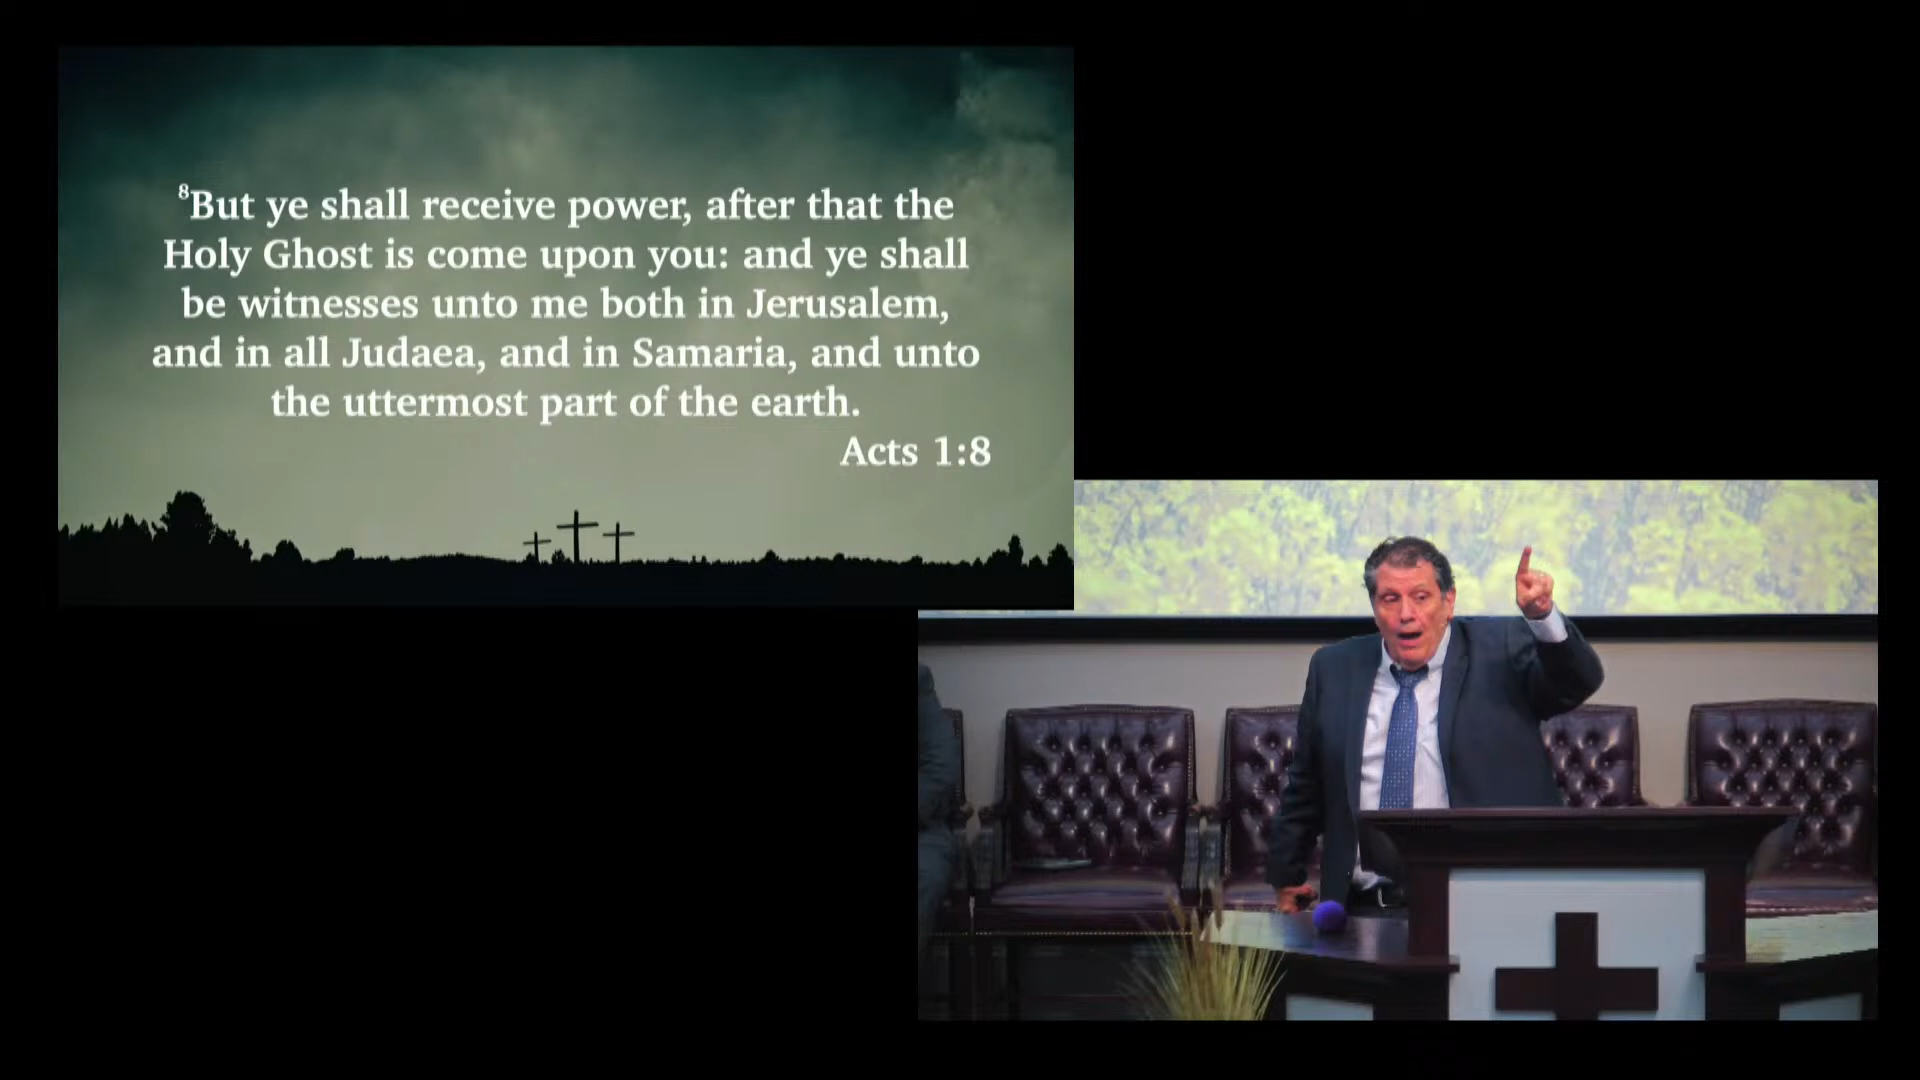 ⁸But ye shall receive power, after that the
Holy Ghost is come upon you: and ye shall
be witnesses unto me both in Jerusalem,
and in all Judaea, and in Samaria, and unto
the uttermost part of the earth.
Acts 1:8